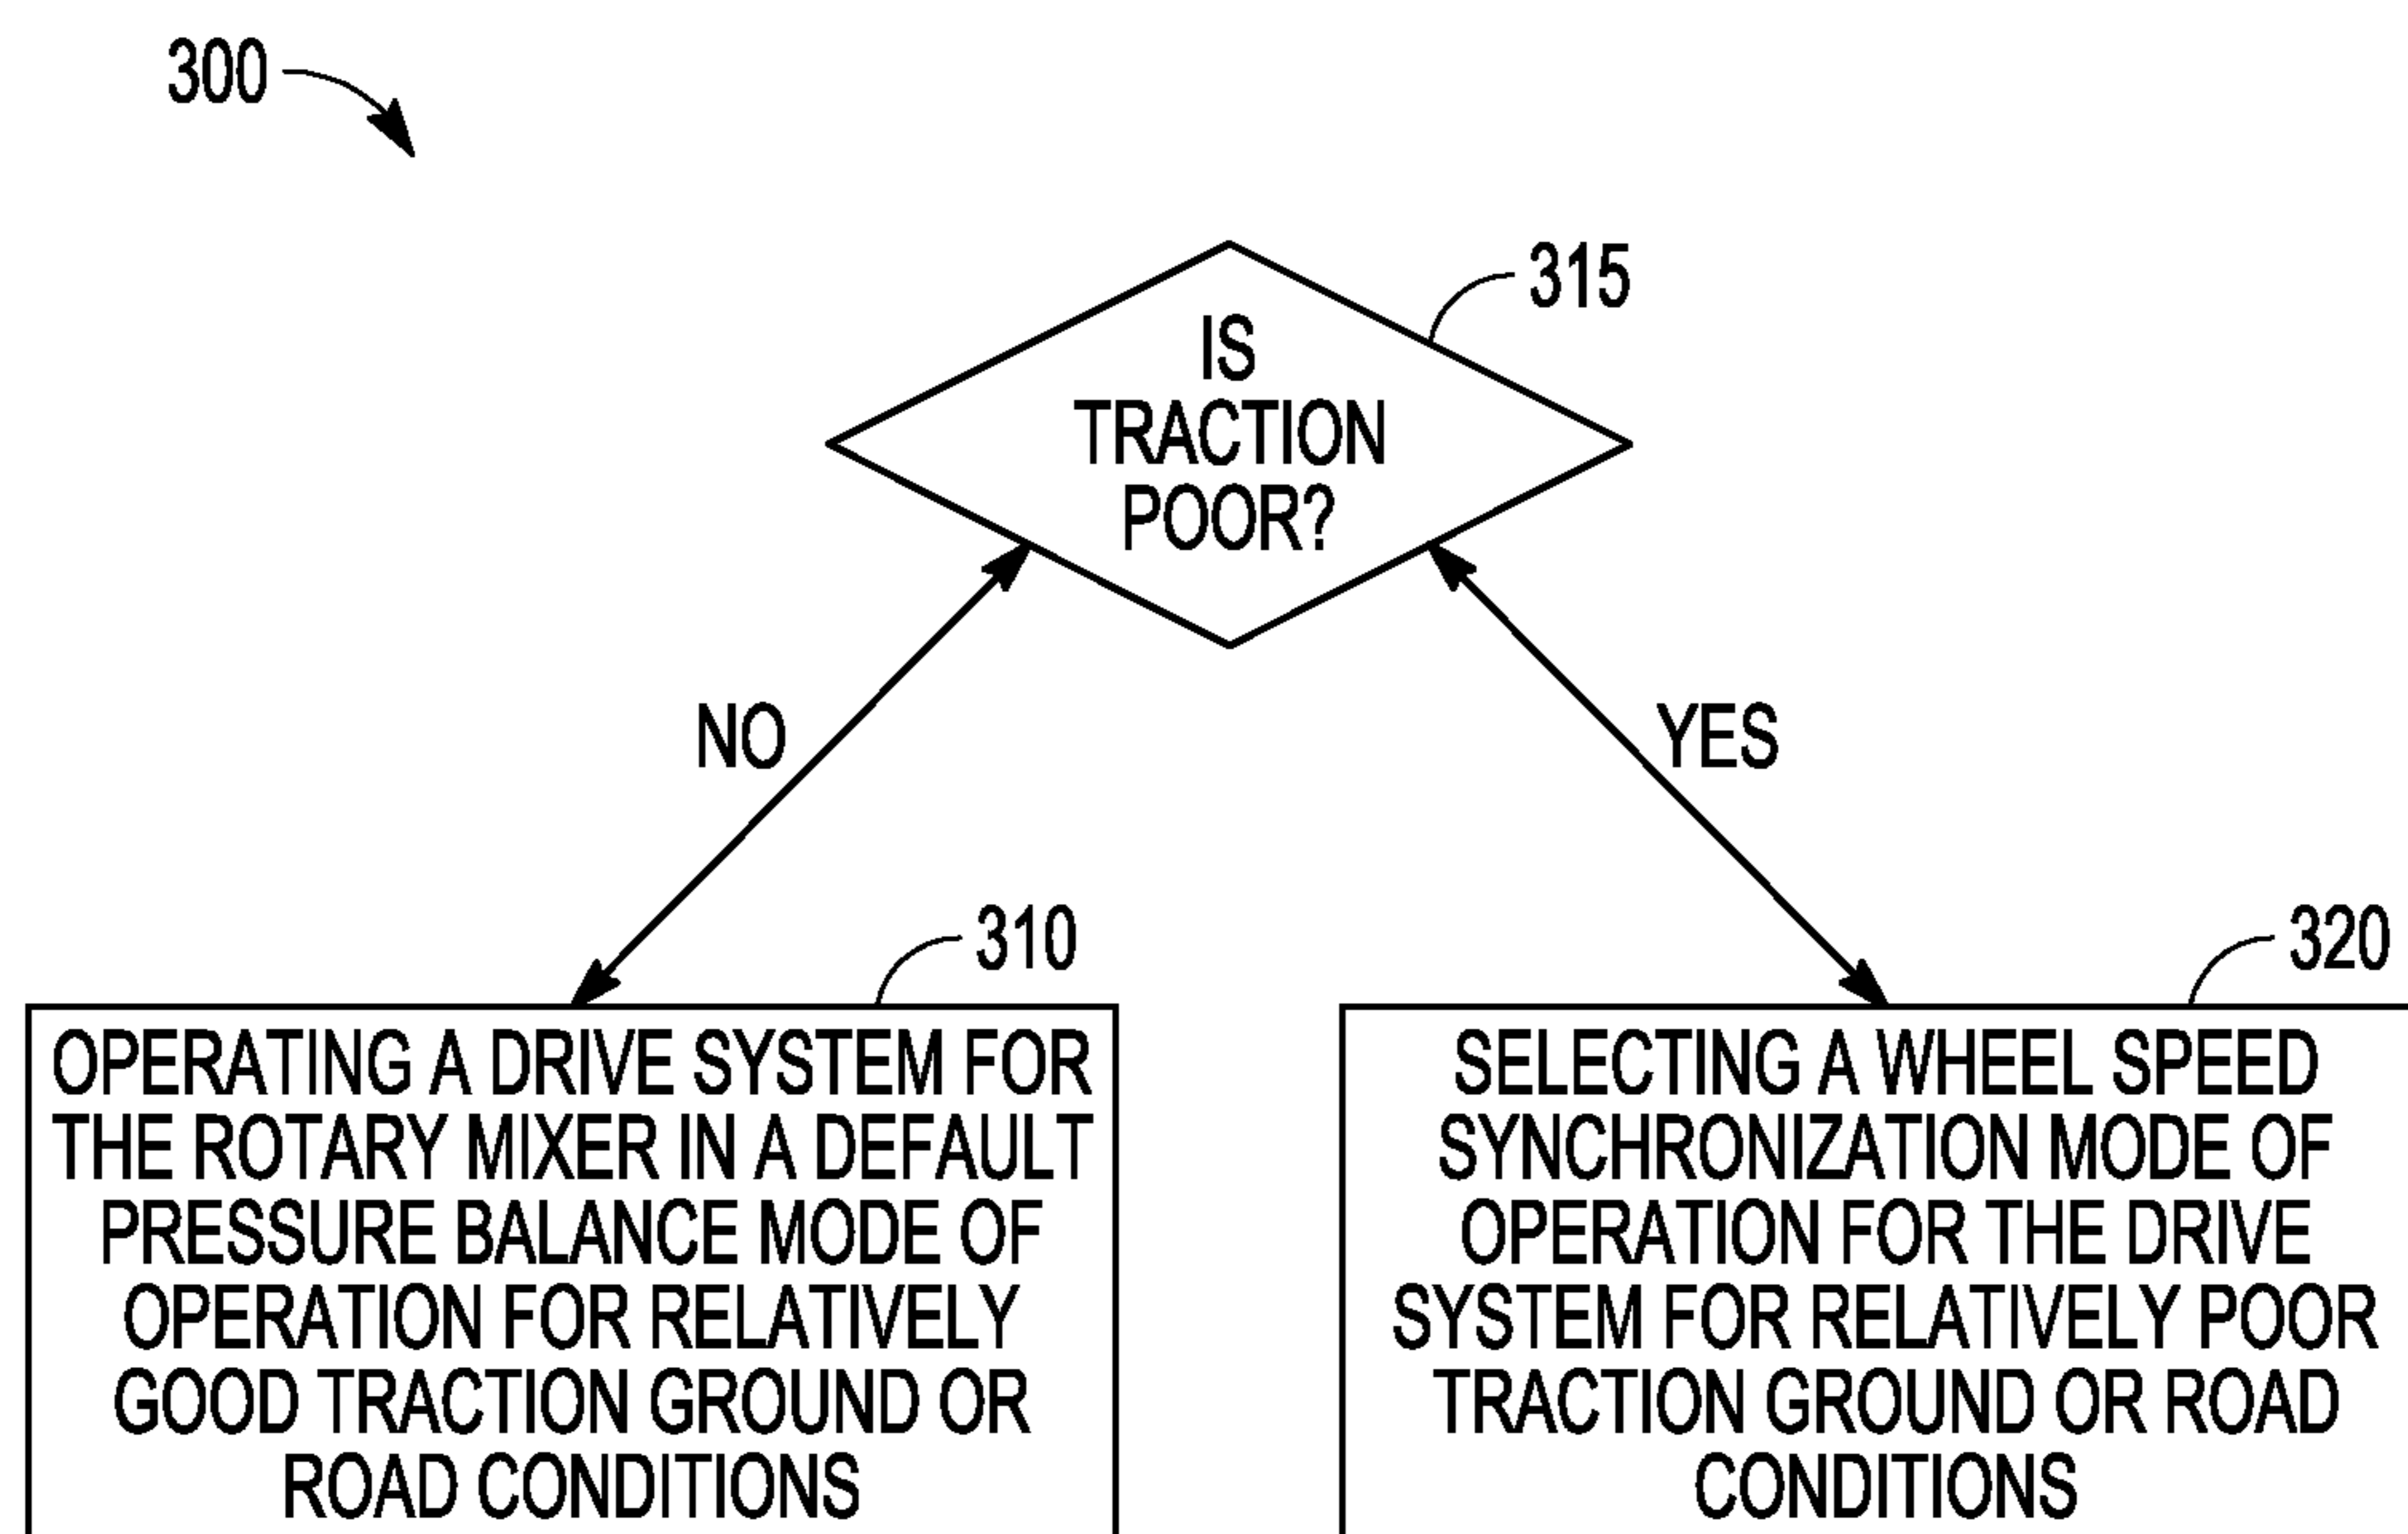 300
315
IS
TRACTION
POOR?
NO
YES
310
320
OPERATING A DRIVE SYSTEM FOR
THE ROTARY MIXER IN A DEFAULT
PRESSURE BALANCE MODE OF
OPERATION FOR RELATIVELY
GOOD TRACTION GROUND OR
ROAD CONDITIONS
SELECTING A WHEEL SPEED
SYNCHRONIZATION MODE OF
OPERATION FOR THE DRIVE
SYSTEM FOR RELATIVELY POOR
TRACTION GROUND OR ROAD
CONDITIONS